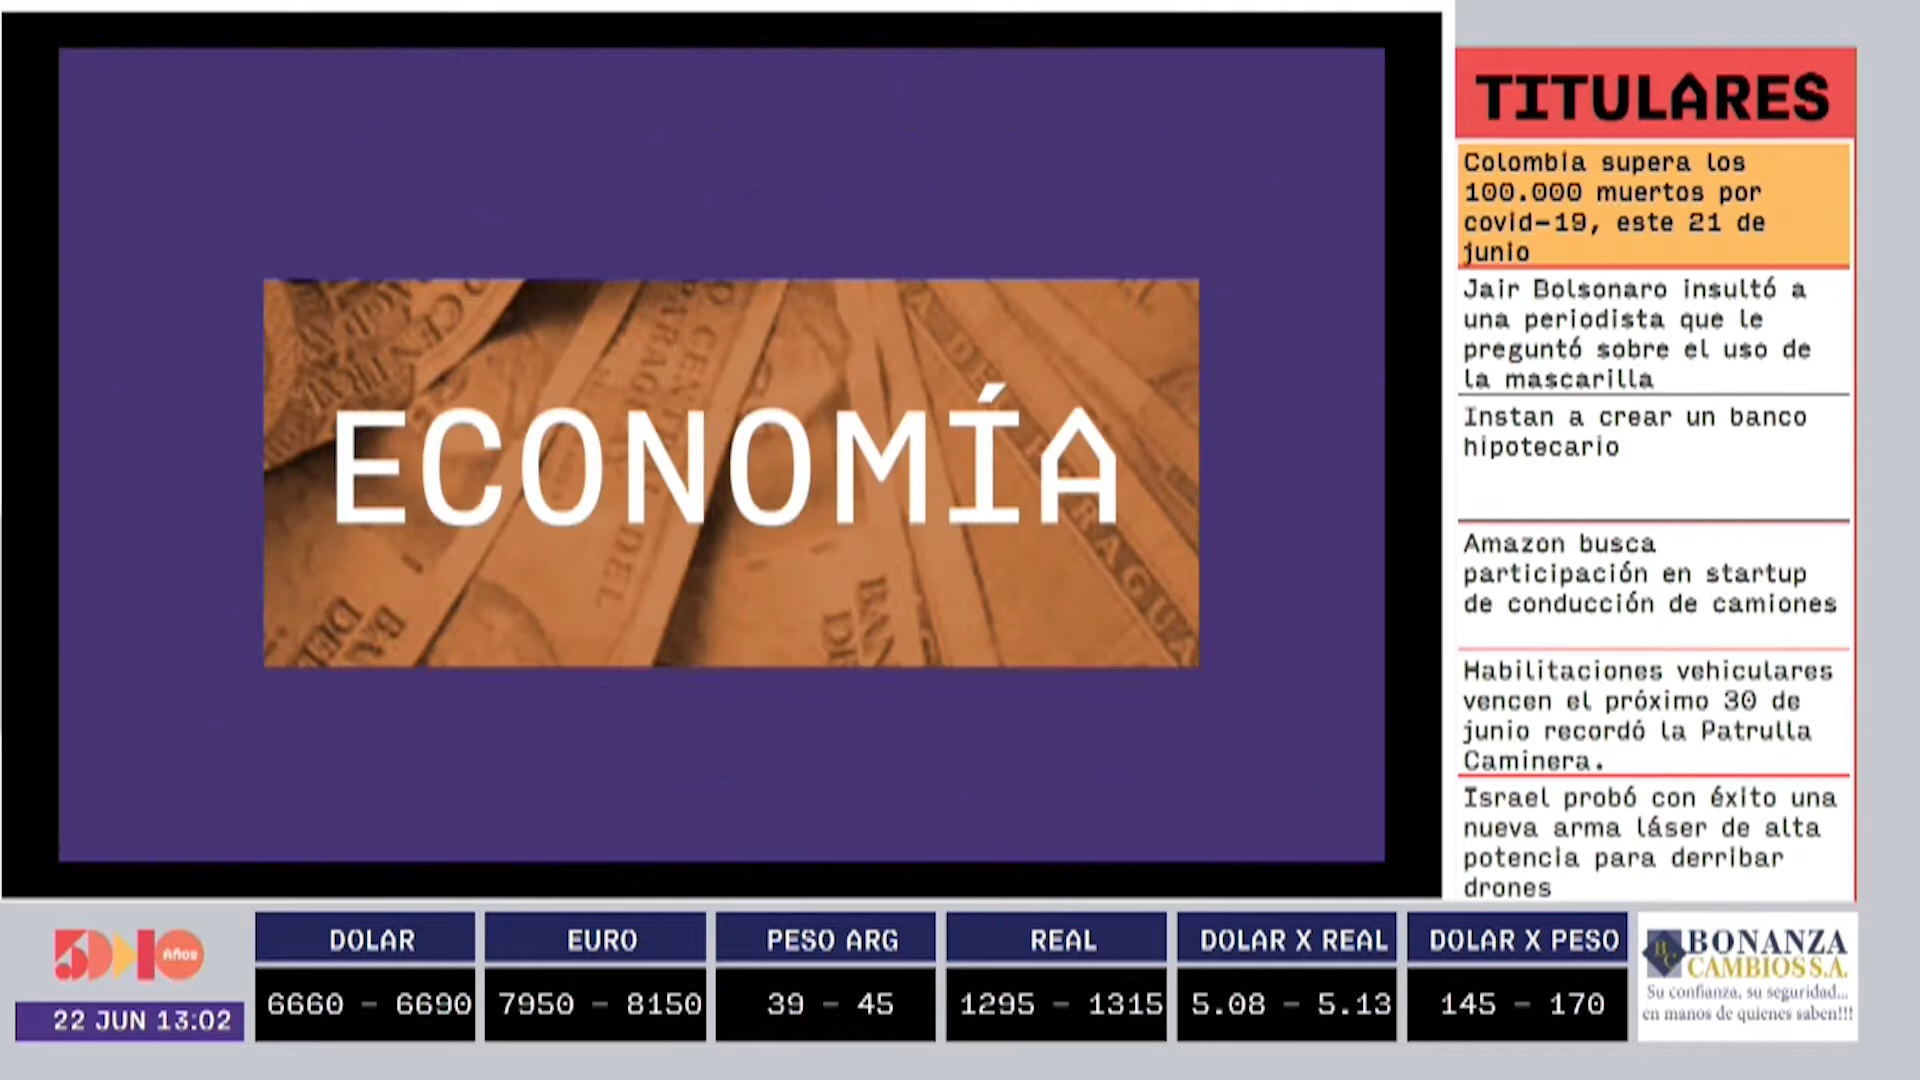 ECONOMÍA
TITULARES
Colombia supera los
100.000 muertos por
covid-19, este 21 de
junio
Jair Bolsonaro insultó a
una periodista que le
preguntó sobre el uso de
la mascarilla
Instan a crear un banco
hipotecario
Amazon busca
participación en startup
de conducción de camiones
Habilitaciones vehiculares
vencen el próximo 30 de
junio recordó la Patrulla
Caminera.
Israel probó con éxito una
nueva arma láser de alta
potencia para derribar
drones
Años
22 JUN 13:02
DOLAR
6660 - 6690
EURO
7950 - 8150
PESO ARG
39 - 45
REAL
1295 - 1315
DOLAR X REAL
5.08 - 5.13
DOLAR X PESO
145 - 170
BONANZA
CAMBIOS S.A.
Su confianza, su seguridad...
en manos de quienes saben!!!